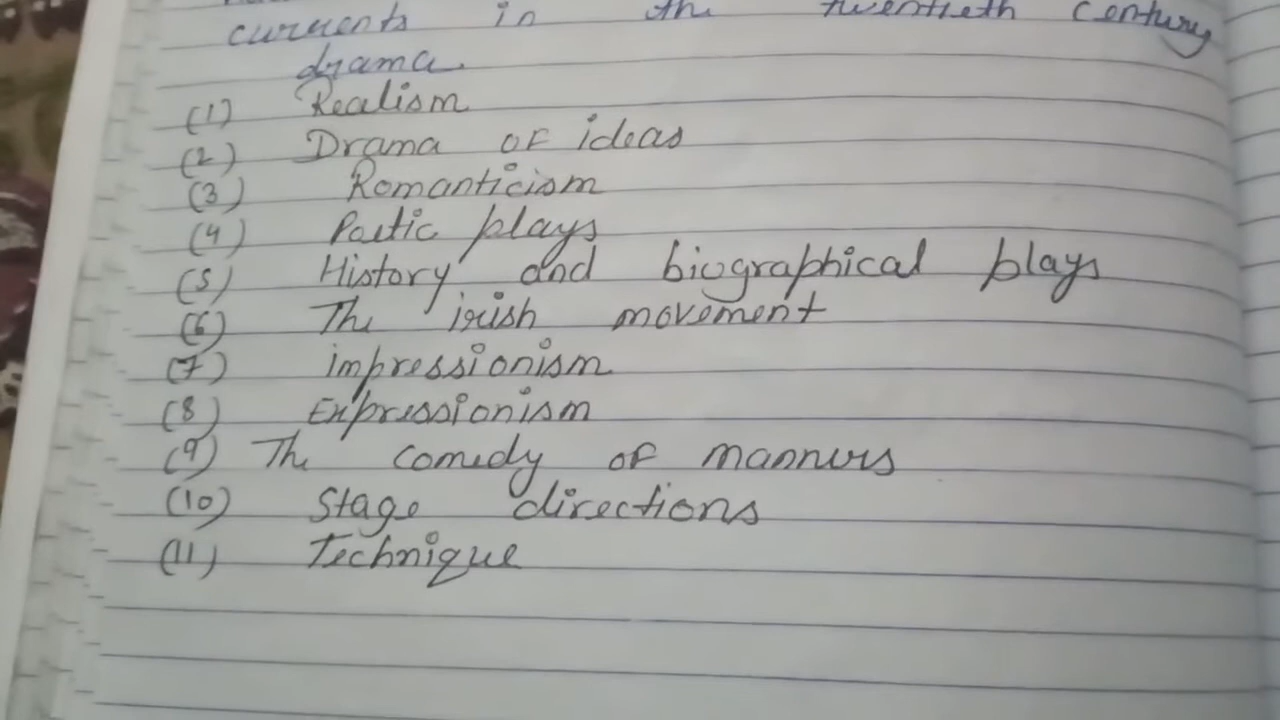 currents in the twentieth century
drama.
(1) Realism
(2) Drama of ideas
(3) Romanticism
(4) Poetic plays
(5) History and biographical plays
(6) The irish movement
(7) impressionism
(8) Expressionism
(9) The comedy of manners
(10) Stage directions
(11) Technique